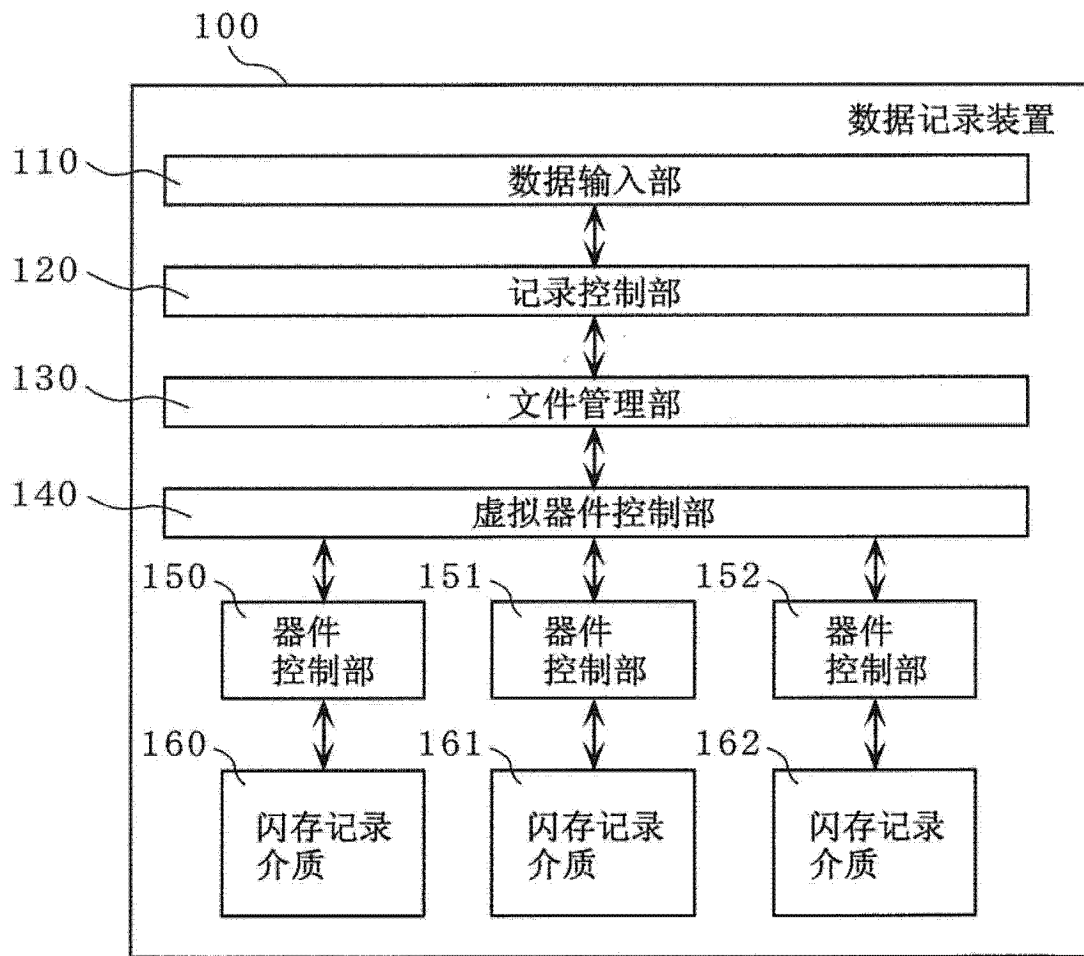 100
数据记录装置
110
数据输入部
120
记录控制部
130
文件管理部
140
虚拟器件控制部
150
151
152
器件
控制部
器件
控制部
器件
控制部
160
161
162
闪存记录
介质
闪存记录
介质
闪存记录
介质